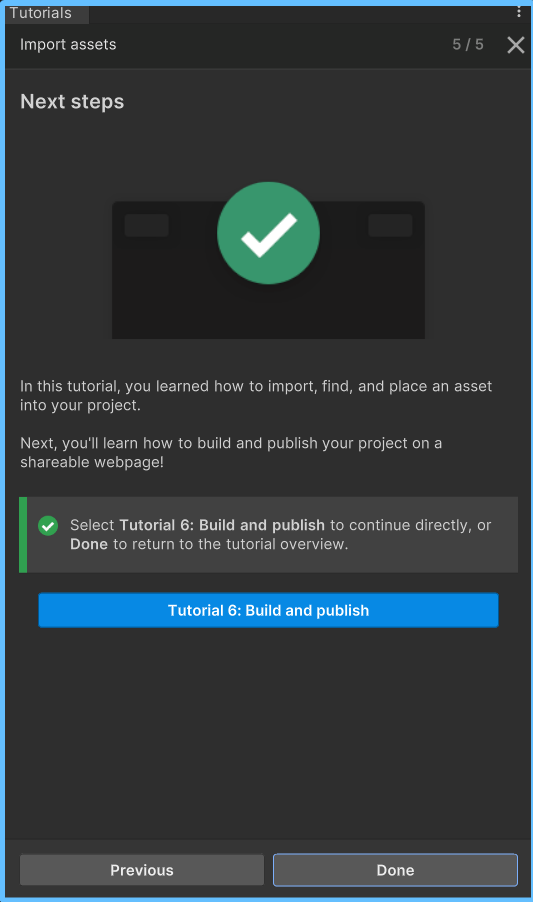 Tutorials
Import assets
5 / 5
Next steps
In this tutorial, you learned how to import, find, and place an asset
into your project.
Next, you'll learn how to build and publish your project on a
shareable webpage!
Select Tutorial 6: Build and publish to continue directly, or
Done to return to the tutorial overview.
Tutorial 6: Build and publish
Previous
Done